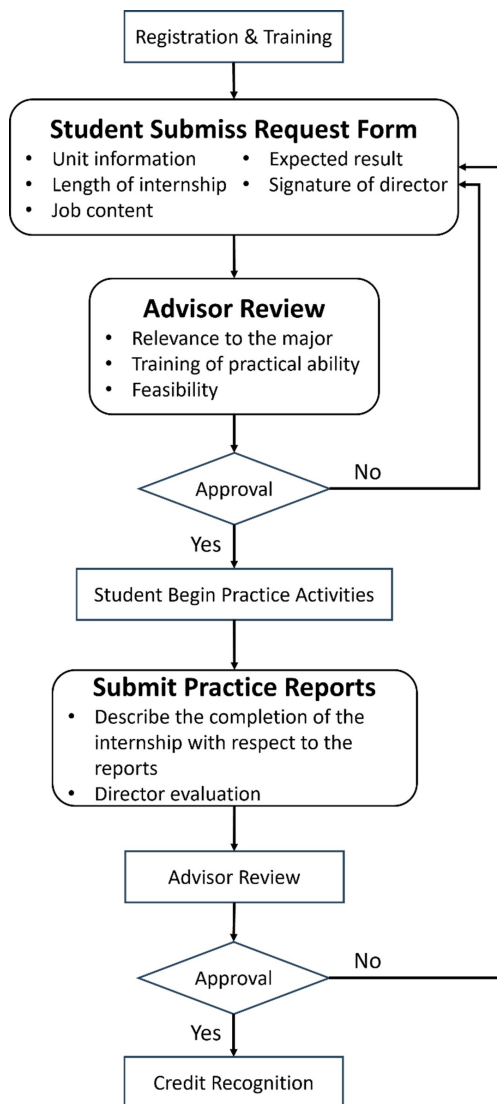 Registration & Training
Student Submiss Request Form
• Unit information
• Length of internship
• Job content
• Expected result
• Signature of director
Advisor Review
• Relevance to the major
• Training of practical ability
• Feasibility
Approval
No
Yes
Student Begin Practice Activities
Submit Practice Reports
• Describe the completion of the
internship with respect to the
reports
• Director evaluation
Advisor Review
Approval
No
Yes
Credit Recognition